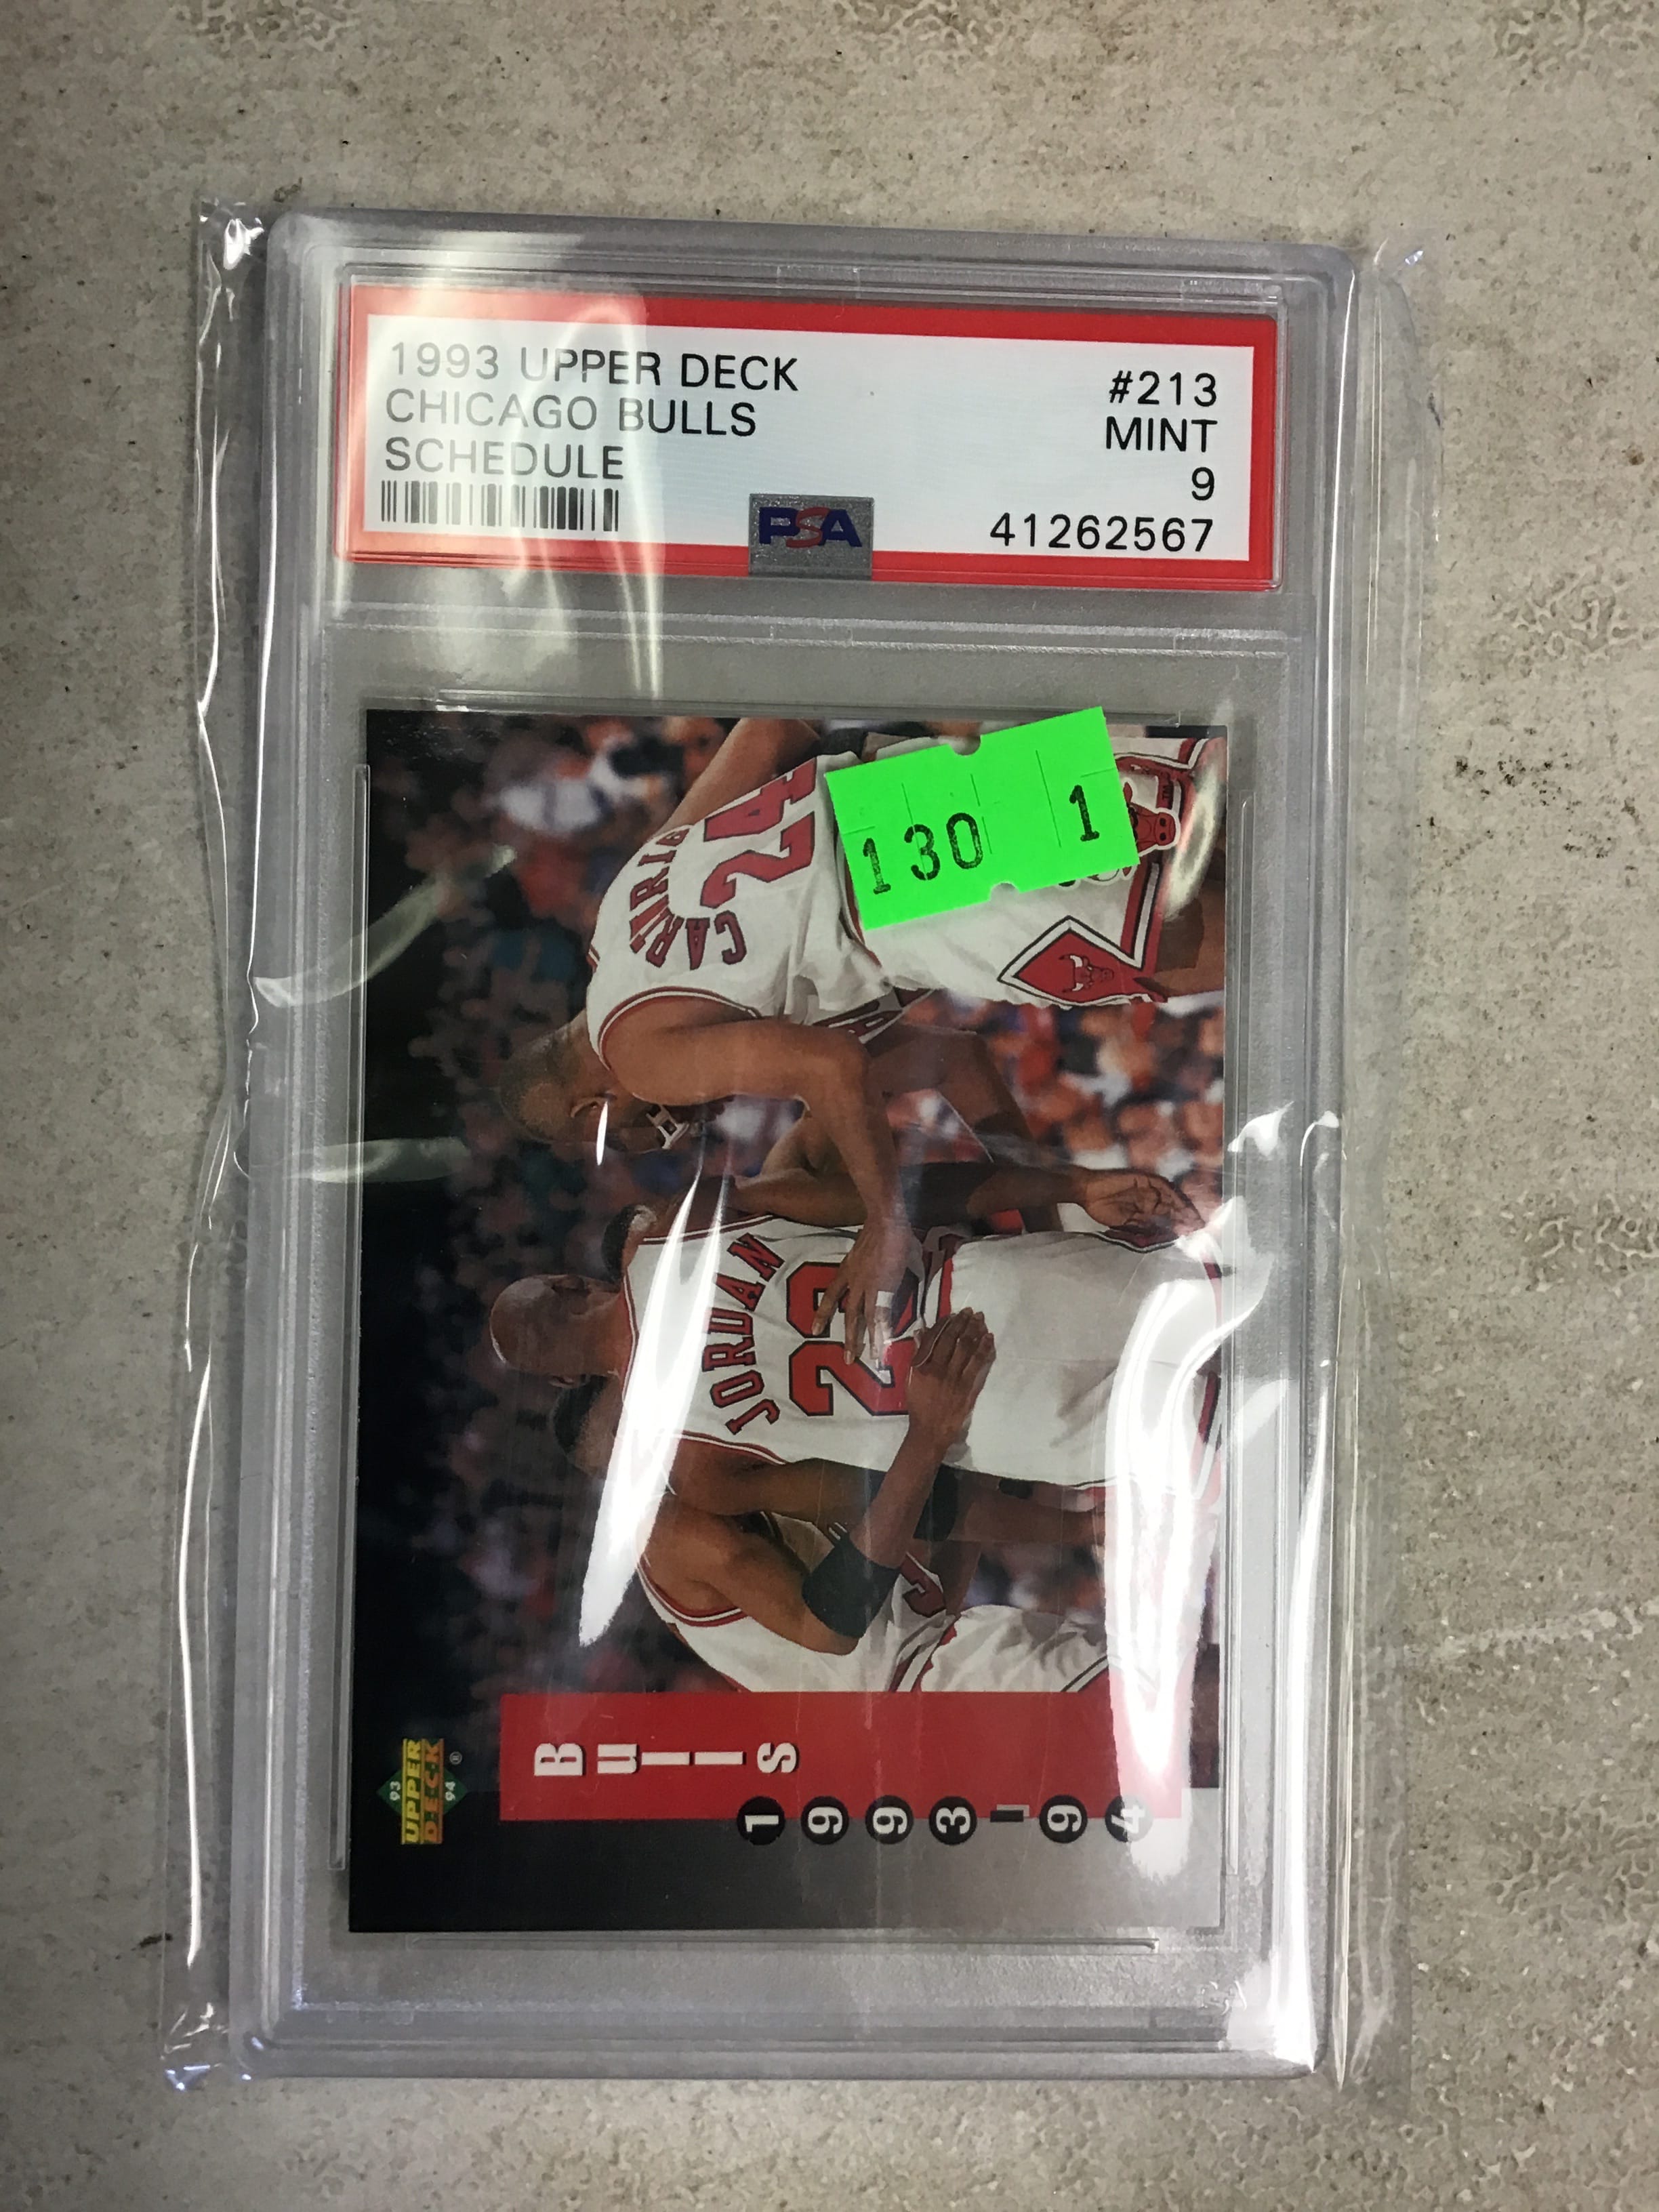 1993 UPPER DECK
CHICAGO BULLS
SCHEDULE
#213
MINT
9
41262567
PSA
130 1
24
JORDAN
23
Bulls
1993-94
93
UPPER
DECK
94
®